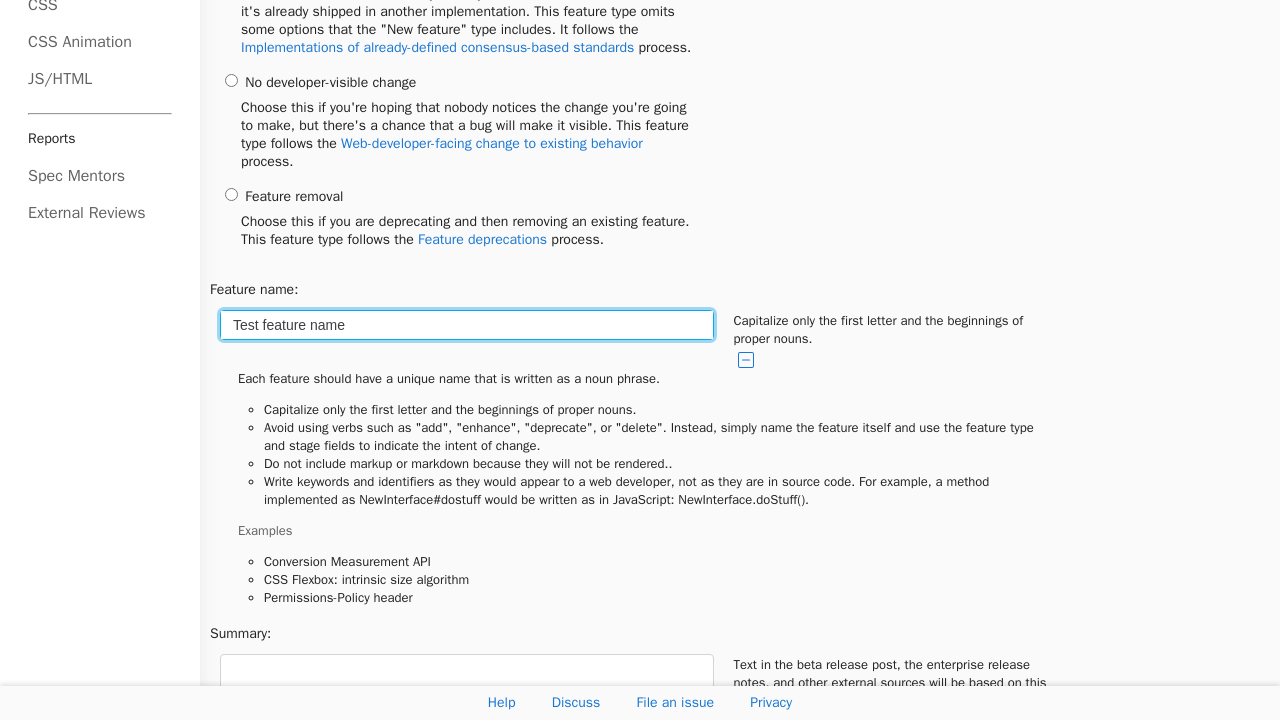 CSS
CSS Animation
JS/HTML
Reports
Spec Mentors
External Reviews
it's already shipped in another implementation. This feature type omits
some options that the "New feature" type includes. It follows the
Implementations of already-defined consensus-based standards process.
No developer-visible change
Choose this if you're hoping that nobody notices the change you're going
to make, but there's a chance that a bug will make it visible. This feature
type follows the Web-developer-facing change to existing behavior
process.
Feature removal
Choose this if you are deprecating and then removing an existing feature.
This feature type follows the Feature deprecations process.
Feature name:
Test feature name
Capitalize only the first letter and the beginnings of
proper nouns.
Each feature should have a unique name that is written as a noun phrase.
Capitalize only the first letter and the beginnings of proper nouns.
Avoid using verbs such as "add", "enhance", "deprecate", or "delete". Instead, simply name the feature itself and use the feature type
and stage fields to indicate the intent of change.
Do not include markup or markdown because they will not be rendered..
Write keywords and identifiers as they would appear to a web developer, not as they are in source code. For example, a method
implemented as NewInterface#dostuff would be written as in JavaScript: NewInterface.doStuff().
Examples
Conversion Measurement API
CSS Flexbox: intrinsic size algorithm
Permissions-Policy header
Summary:
Text in the beta release post, the enterprise release
notes, and other external sources will be based on this
Help Discuss File an issue Privacy